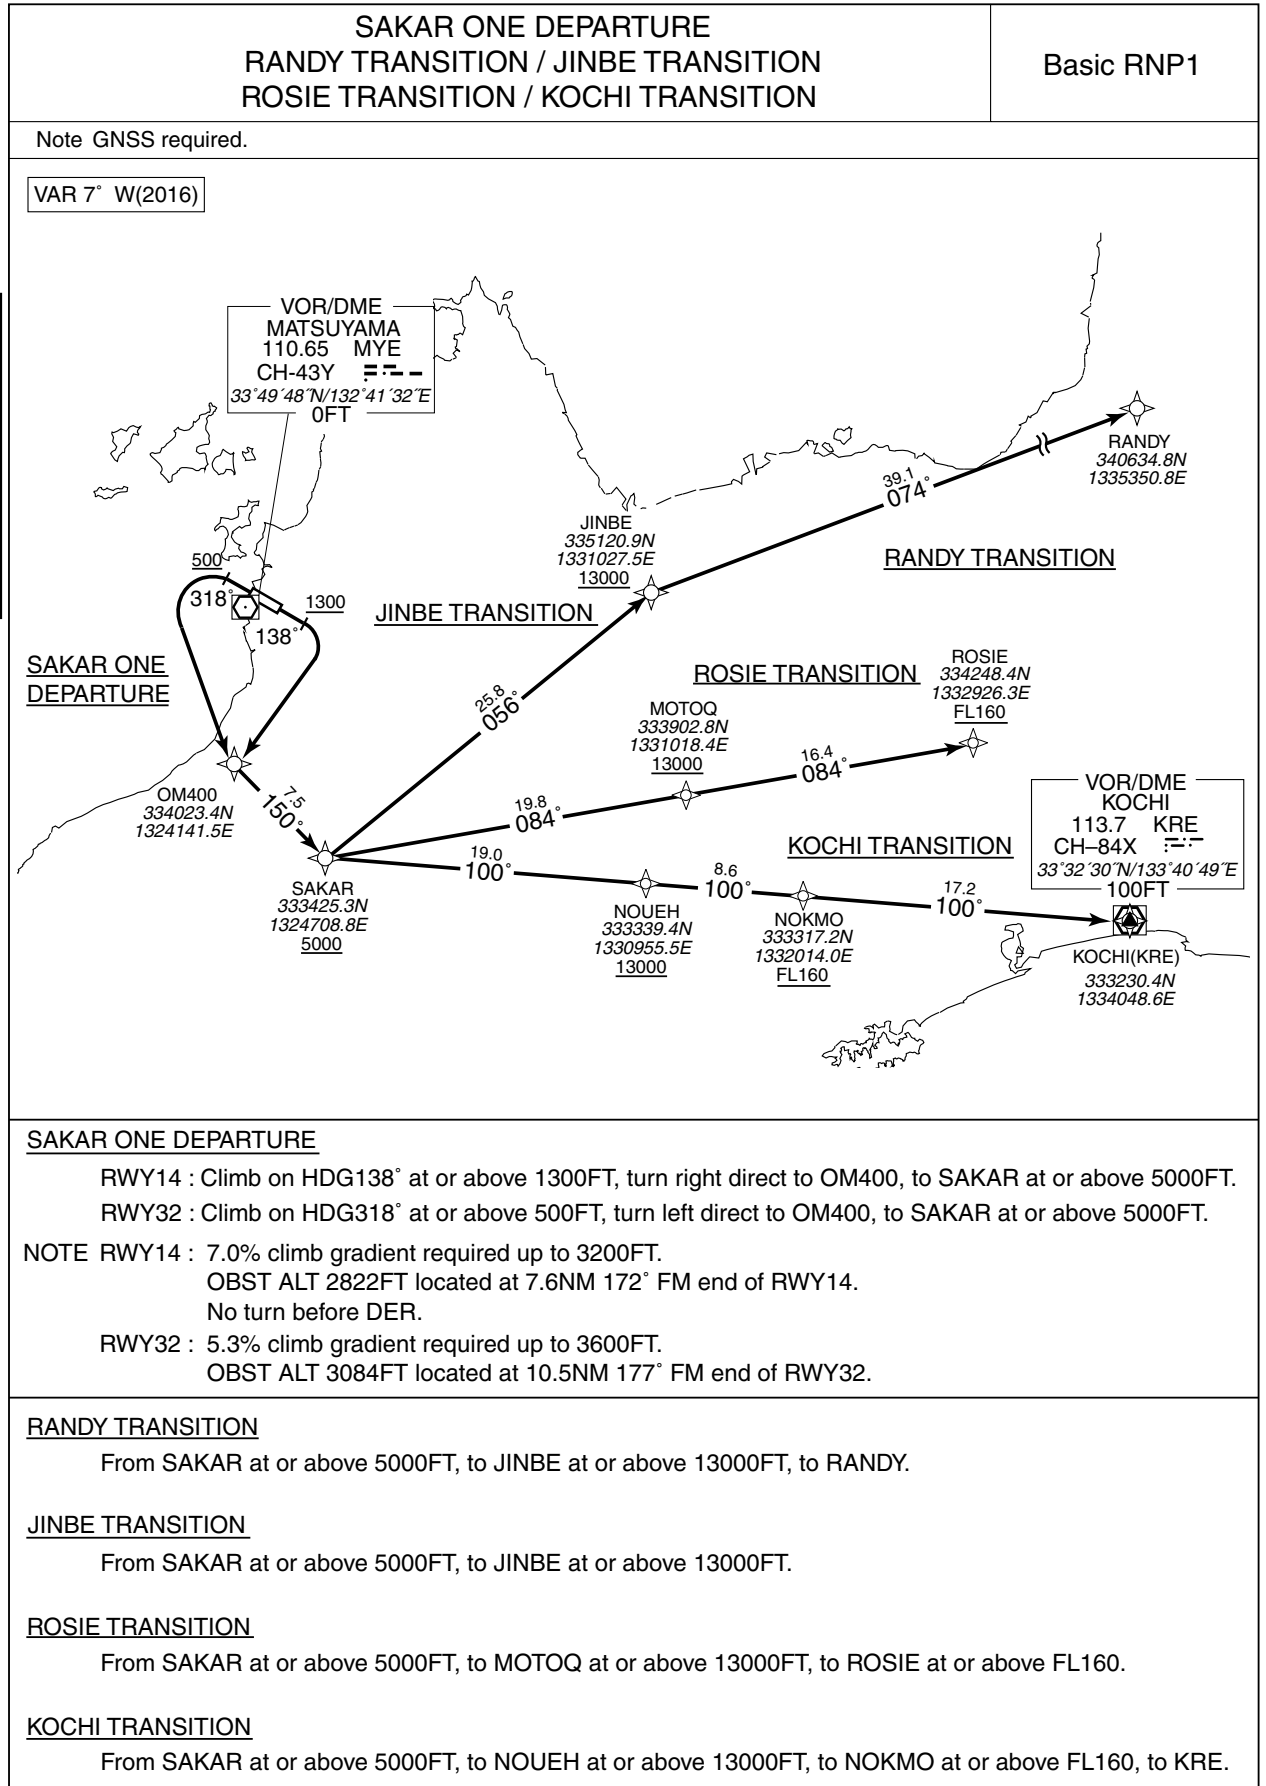 SAKAR ONE DEPARTURE
RANDY TRANSITION / JINBE TRANSITION
ROSIE TRANSITION / KOCHI TRANSITION
Basic RNP1
Note GNSS required.
VAR 7° W(2016)
VOR/DME
MATSUYAMA
110.65 MYE
CH-43Y
33°49´48˝N/132°41´32˝E
0FT
RANDY
340634.8N
1335350.8E
39.1
074°
JINBE
335120.9N
1331027.5E
13000
RANDY TRANSITION
500
318°
1300
138°
JINBE TRANSITION
SAKAR ONE
DEPARTURE
25.8
056°
ROSIE TRANSITION
ROSIE
334248.4N
1332926.3E
FL160
MOTOQ
333902.8N
1331018.4E
13000
16.4
084°
OM400
334023.4N
1324141.5E
7.5
150°
19.8
084°
VOR/DME
KOCHI
113.7 KRE
CH–84X
33°32´30˝N/133°40´49˝E
100FT
KOCHI TRANSITION
19.0
100°
8.6
100°
17.2
100°
SAKAR
333425.3N
1324708.8E
5000
NOUEH
333339.4N
1330955.5E
13000
NOKMO
333317.2N
1332014.0E
FL160
KOCHI(KRE)
333230.4N
1334048.6E
SAKAR ONE DEPARTURE
RWY14 : Climb on HDG138° at or above 1300FT, turn right direct to OM400, to SAKAR at or above 5000FT.
RWY32 : Climb on HDG318° at or above 500FT, turn left direct to OM400, to SAKAR at or above 5000FT.
NOTE RWY14 : 7.0% climb gradient required up to 3200FT.
OBST ALT 2822FT located at 7.6NM 172° FM end of RWY14.
No turn before DER.
RWY32 : 5.3% climb gradient required up to 3600FT.
OBST ALT 3084FT located at 10.5NM 177° FM end of RWY32.
RANDY TRANSITION
From SAKAR at or above 5000FT, to JINBE at or above 13000FT, to RANDY.
JINBE TRANSITION
From SAKAR at or above 5000FT, to JINBE at or above 13000FT.
ROSIE TRANSITION
From SAKAR at or above 5000FT, to MOTOQ at or above 13000FT, to ROSIE at or above FL160.
KOCHI TRANSITION
From SAKAR at or above 5000FT, to NOUEH at or above 13000FT, to NOKMO at or above FL160, to KRE.